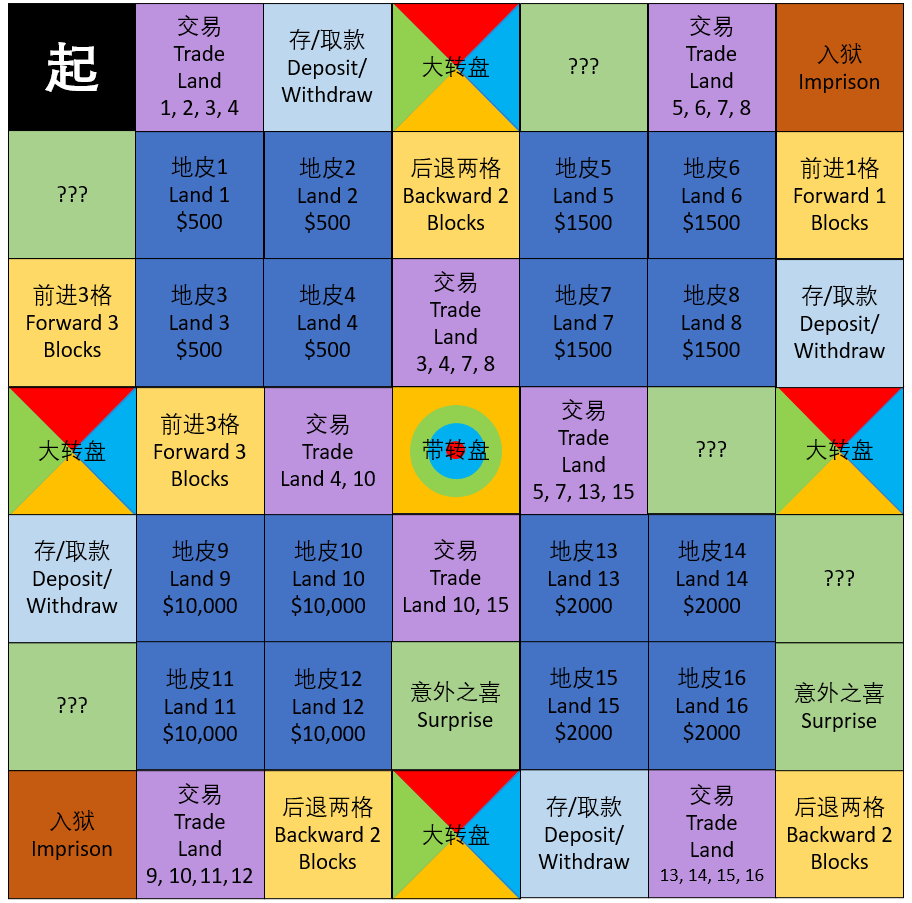 起
交易
Trade
Land
1, 2, 3, 4
存/取款
Deposit/
Withdraw
大转盘
???
交易
Trade
Land
5, 6, 7, 8
入狱
Imprison
???
地皮1
Land 1
$500
地皮2
Land 2
$500
后退两格
Backward 2
Blocks
地皮5
Land 5
$1500
地皮6
Land 6
$1500
前进1格
Forward 1
Blocks
前进3格
Forward 3
Blocks
地皮3
Land 3
$500
地皮4
Land 4
$500
交易
Trade
Land
3, 4, 7, 8
地皮7
Land 7
$1500
地皮8
Land 8
$1500
存/取款
Deposit/
Withdraw
大转盘
前进3格
Forward 3
Blocks
交易
Trade
Land 4, 10
带转盘
交易
Trade
Land
5, 7, 13, 15
???
大转盘
存/取款
Deposit/
Withdraw
地皮9
Land 9
$10,000
地皮10
Land 10
$10,000
交易
Trade
Land 10, 15
地皮13
Land 13
$2000
地皮14
Land 14
$2000
???
???
地皮11
Land 11
$10,000
地皮12
Land 12
$10,000
意外之喜
Surprise
地皮15
Land 15
$2000
地皮16
Land 16
$2000
意外之喜
Surprise
入狱
Imprison
交易
Trade
Land
9, 10, 11, 12
后退两格
Backward 2
Blocks
大转盘
存/取款
Deposit/
Withdraw
交易
Trade
Land
13, 14, 15, 16
后退两格
Backward 2
Blocks